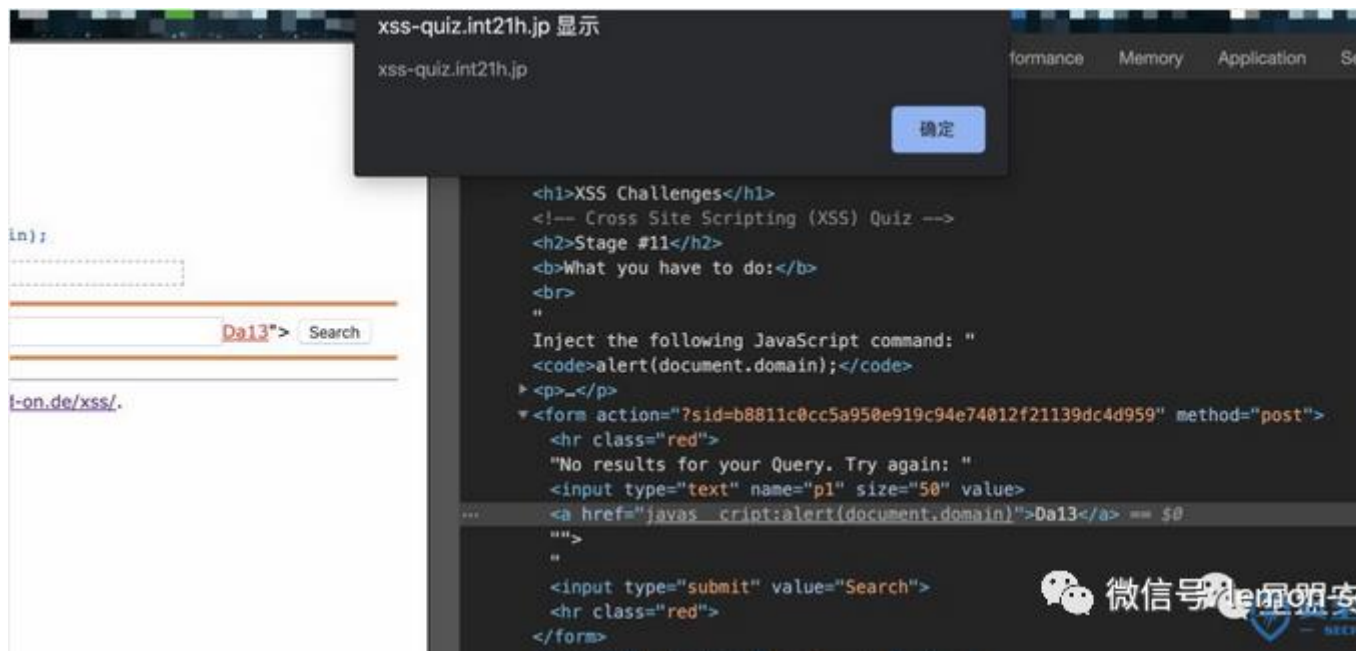 xss-quiz.int21h.jp 显示
xss-quiz.int21h.jp
确定
formance Memory Application
in);
Da13"> Search
-on.de/xss/.
<h1>XSS Challenges</h1>
<!-- Cross Site Scripting (XSS) Quiz -->
<h2>Stage #11</h2>
<b>What you have to do:</b>
<br>
"
Inject the following JavaScript command: "
<code>alert(document.domain);</code>
<p>…</p>
<form action="?sid=b8811c0cc5a950e919c94e74012f21139dc4d959" method="post">
<hr class="red">
"No results for your Query. Try again: "
<input type="text" name="p1" size="50" value>
<a href="javas cript:alert(document.domain)">Da13</a> == $0
"">
"
<input type="submit" value="Search">
<hr class="red">
</form>
微信号